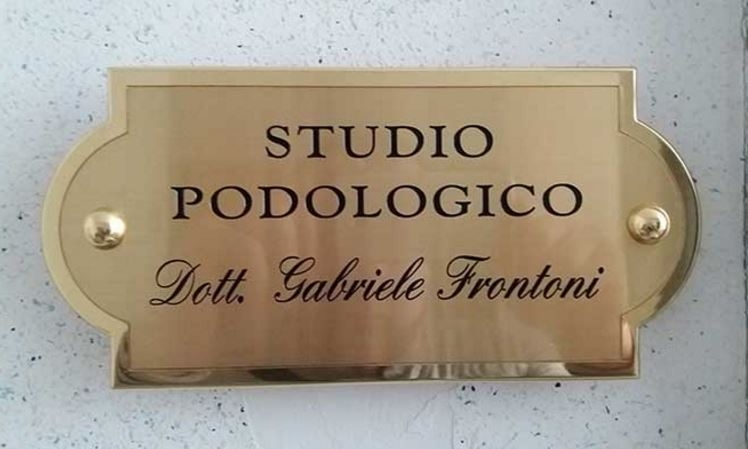 STUDIO
PODOLOGICO
Dott. Gabriele Frontoni